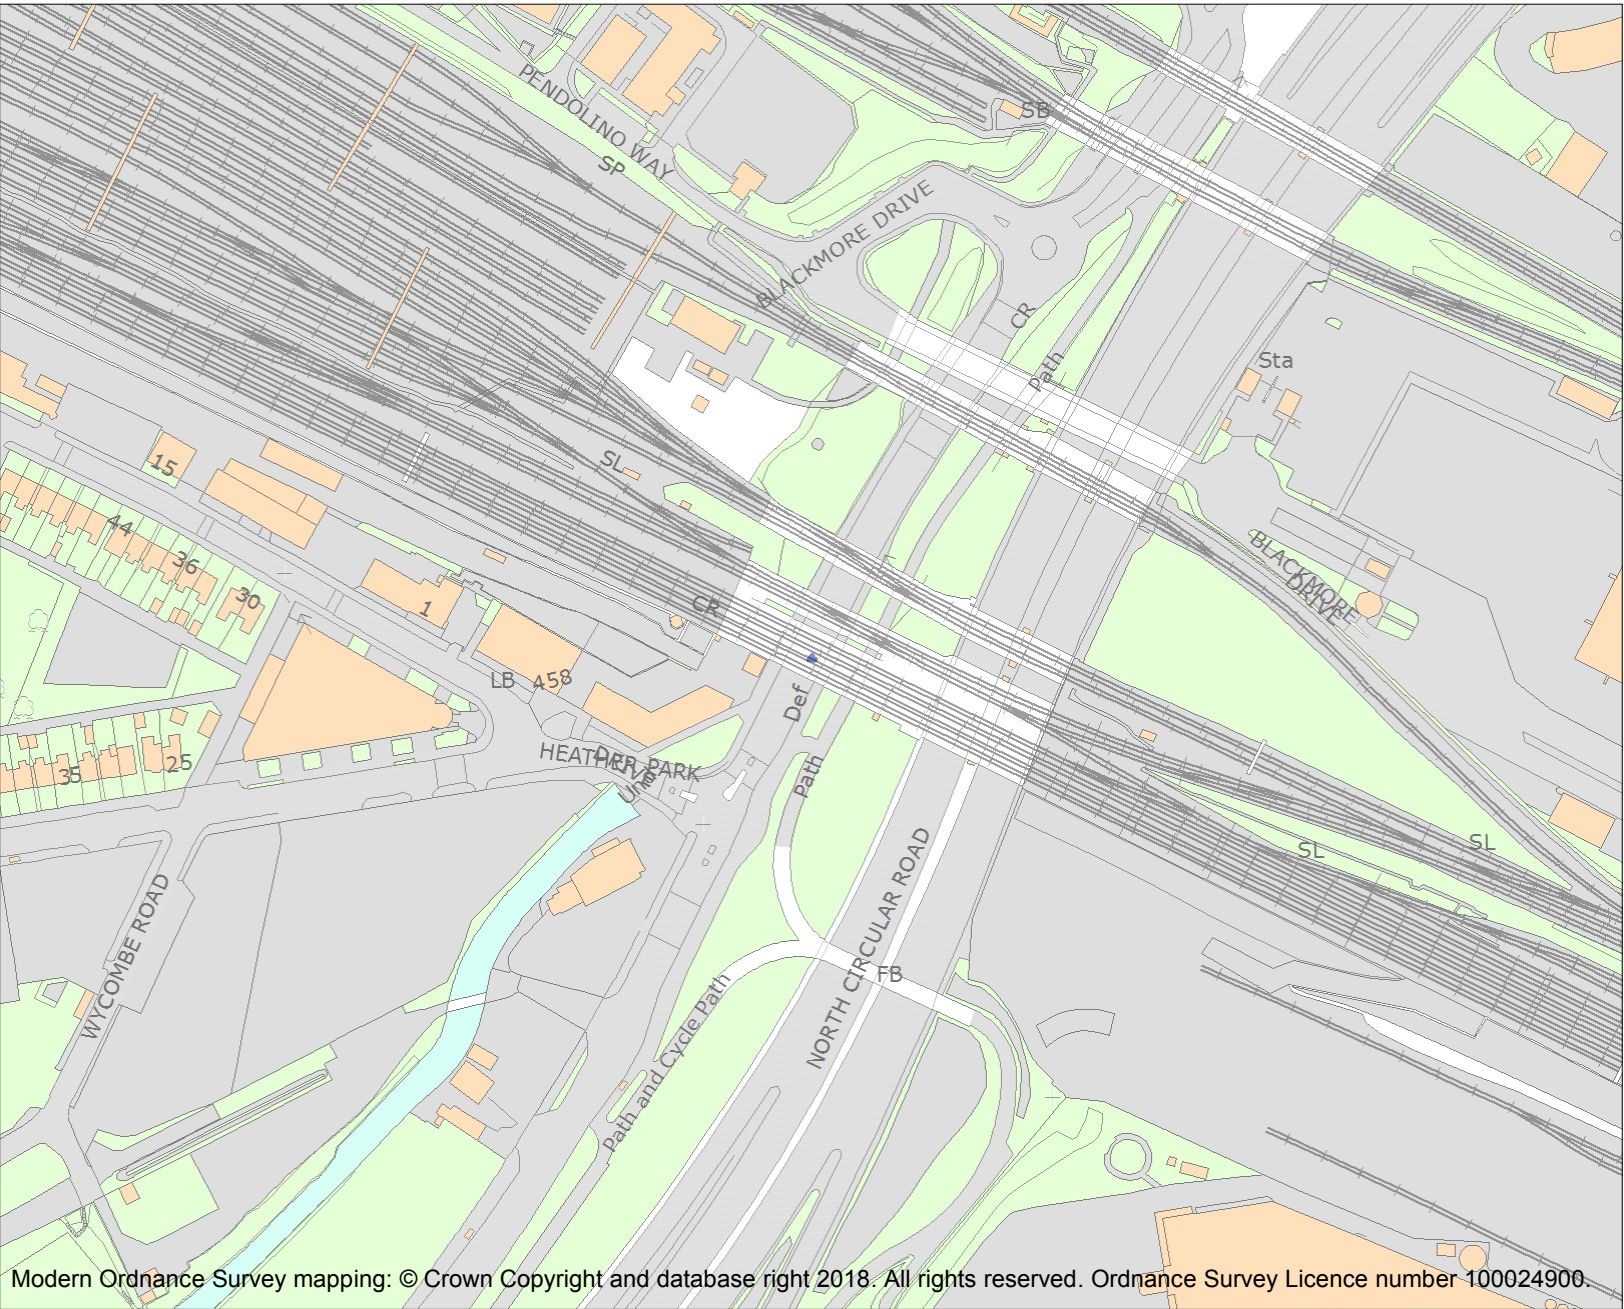 PENDOLINO WAY
SP
SB
BLACKMORE DRIVE
CR
Path
Sta
SL
15
44
36
30
1
CR
LB
458
Def
BLACKMORE
DRIVE
HEATHER PARK
DRIVE
Und
Path
35
25
SL
SL
WYCOMBE ROAD
NORTH CIRCULAR ROAD
FB
Path and Cycle Path
Modern Ordnance Survey mapping: © Crown Copyright and database right 2018. All rights reserved. Ordnance Survey Licence number 100024900.